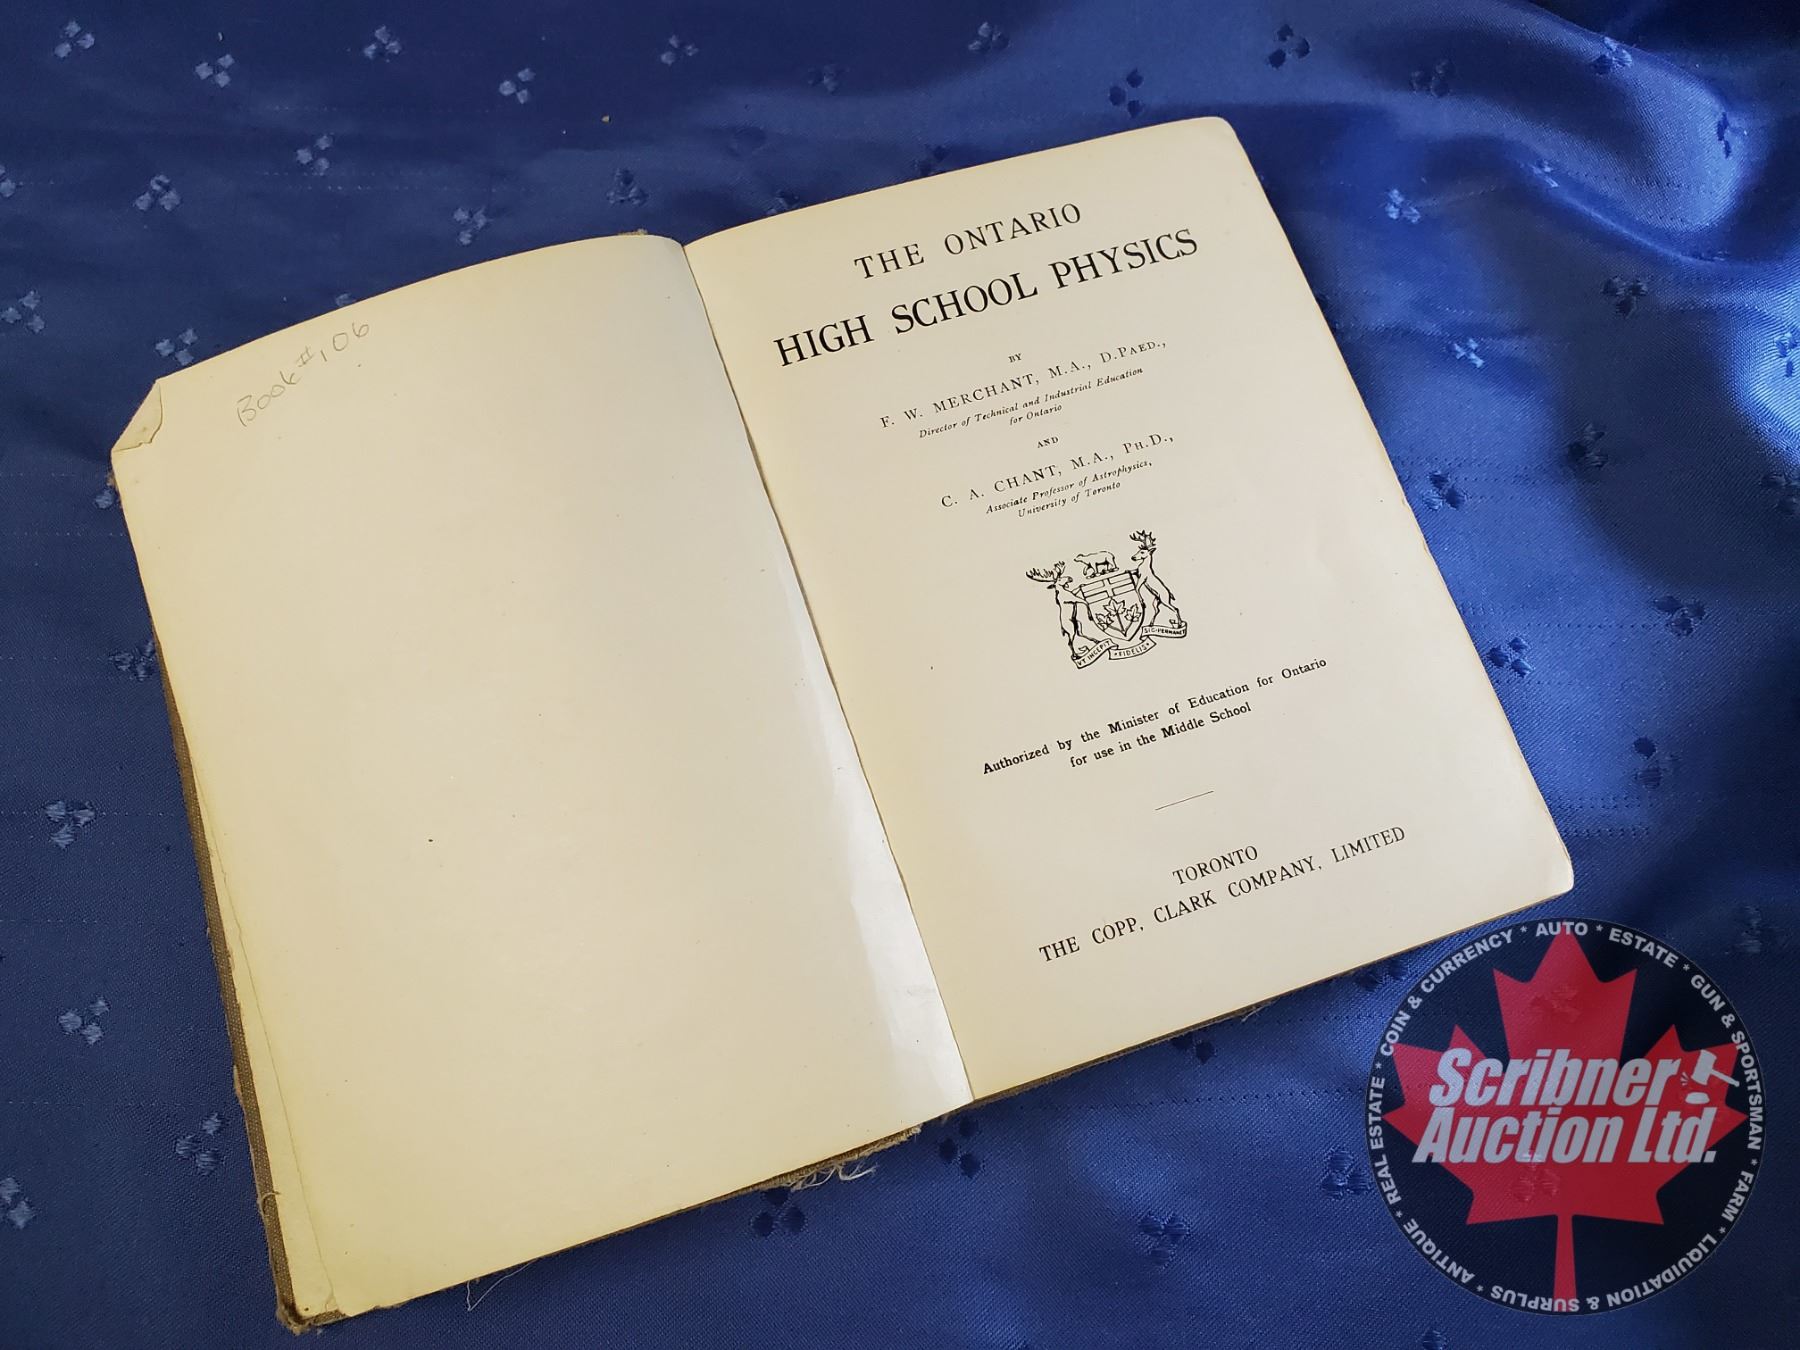 Book #106
THE ONTARIO
HIGH SCHOOL PHYSICS
BY
F. W. MERCHANT, M.A., D.PAED.,
Director of Technical and Industrial Education
for Ontario
AND
C. A. CHANT, M.A., PH.D.,
Associate Professor of Astrophysics,
University of Toronto
VT INCEPIT *FIDELIS* SIC PERMANET
Authorized by the Minister of Education for Ontario
for use in the Middle School
TORONTO
THE COPP, CLARK COMPANY, LIMITED
REAL ESTATE * COIN & CURRENCY * AUTO * ESTATE * GUN & SPORTSMAN * FARM * LIQUIDATION & SURPLUS * ANTIQUE *
Scribner
Auction Ltd.